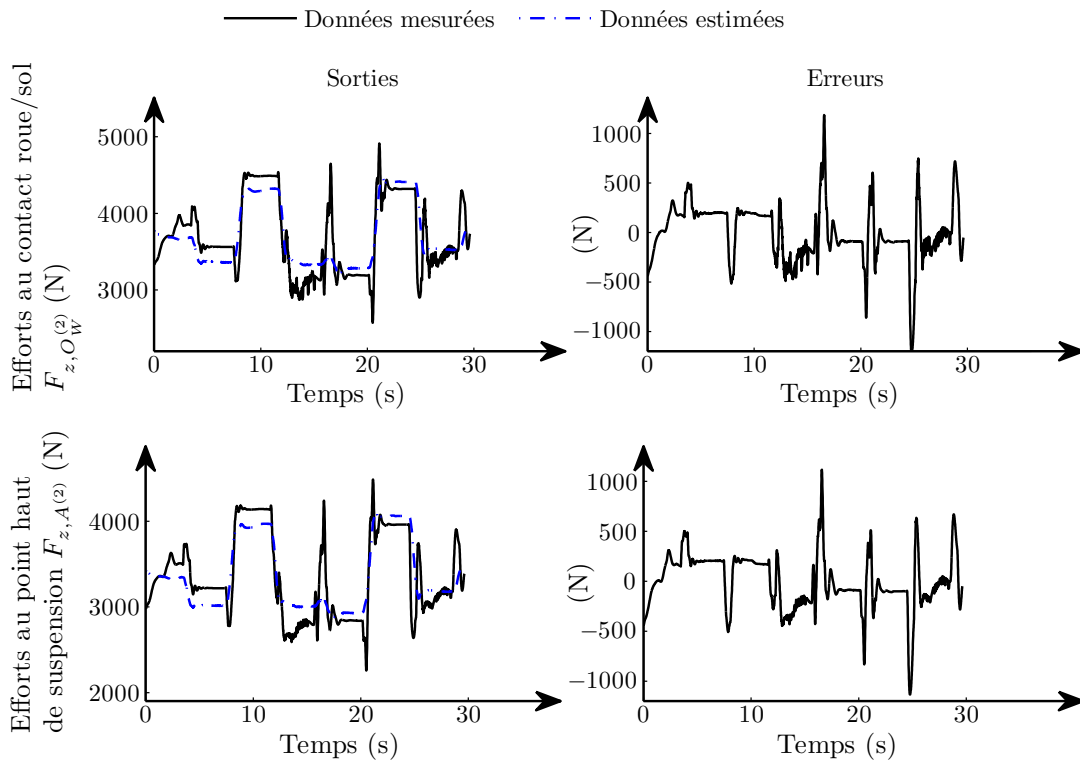 Données mesurées
Données estimées
Sorties
Erreurs
Efforts au contact roue/sol
F_{z,O_W^{(2)}} (N)
5000
4000
3000
0
10
20
30
Temps (s)
(N)
1000
500
0
−500
−1000
0
10
20
30
Temps (s)
Efforts au point haut
de suspension F_{z,A^{(2)}} (N)
4000
3000
2000
0
10
20
30
Temps (s)
(N)
1000
500
0
−500
−1000
0
10
20
30
Temps (s)